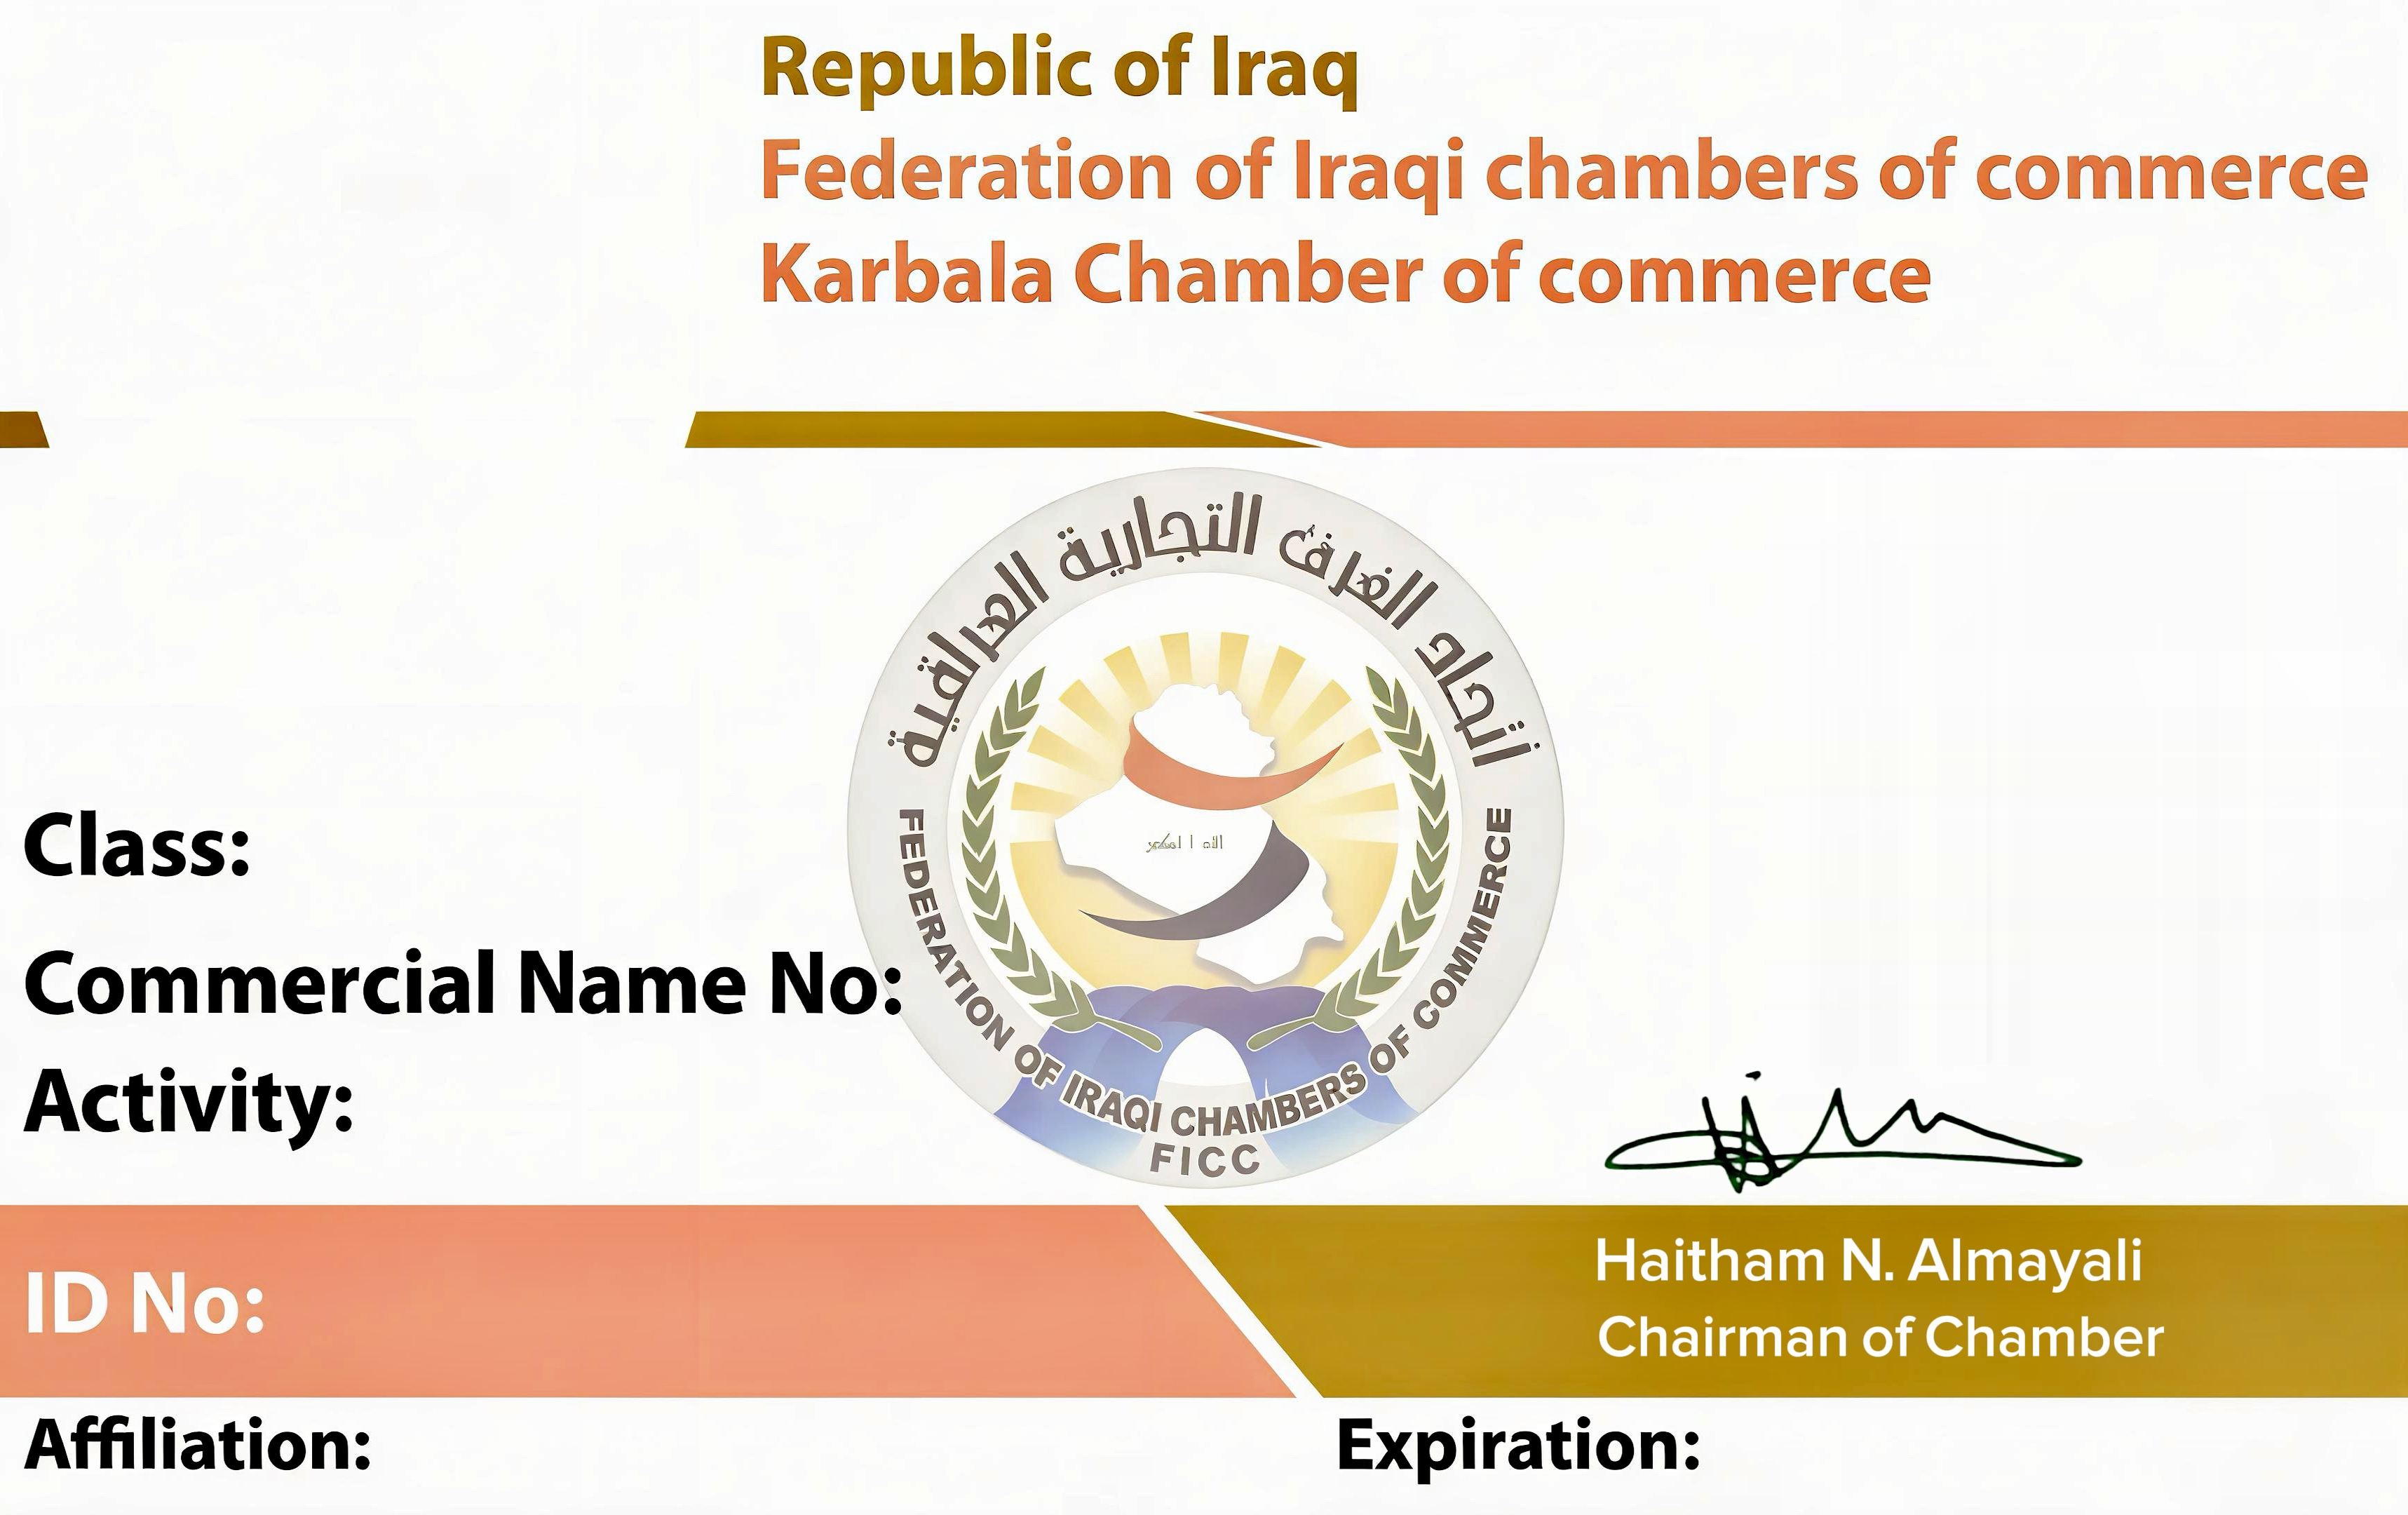 Republic of Iraq
Federation of Iraqi chambers of commerce
Karbala Chamber of commerce
اتحاد الغرف التجارية العراقية
Class:
Commercial Name No:
Activity:
FEDERATION OF IRAQI CHAMBERS OF COMMERCE
FICC
Haitham N. Almayali
ID No:
Chairman of Chamber
Affiliation:
Expiration: